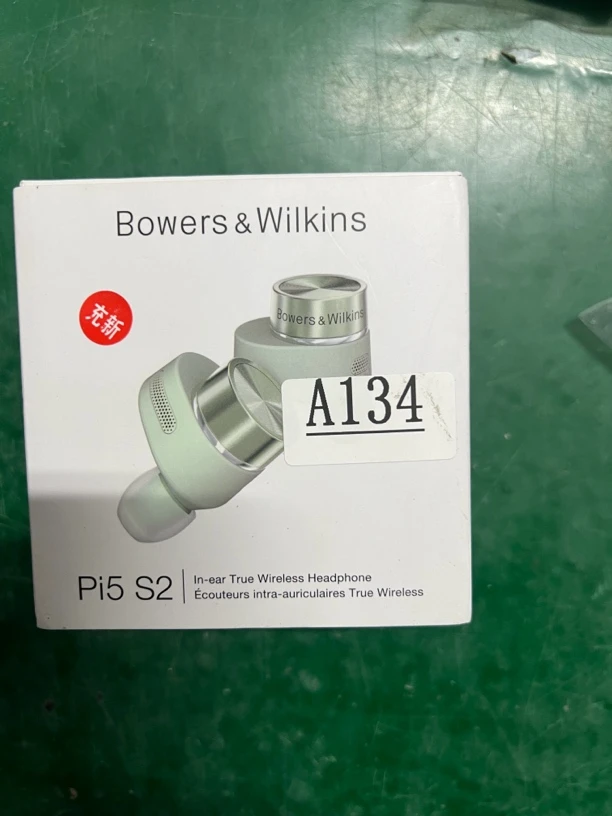 Bowers & Wilkins
充新
Bowers & Wilkins
A134
Pi5 S2
In-ear True Wireless Headphone
Écouteurs intra-auriculaires True Wireless